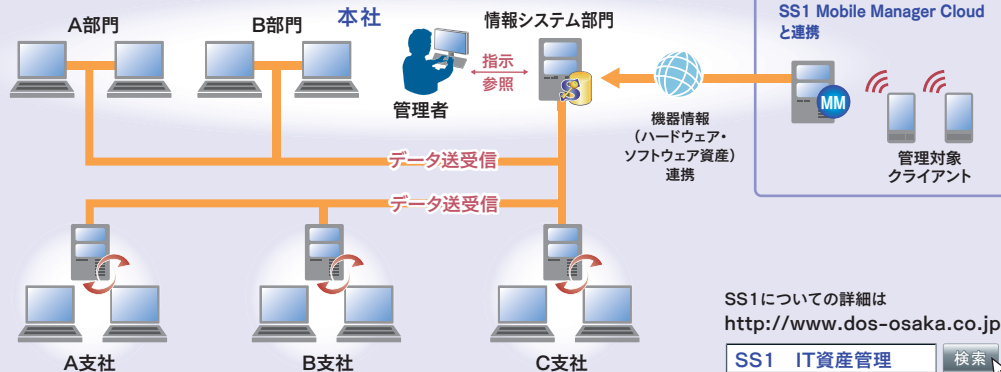 本社
A部門
B部門
管理者
指示
参照
情報システム部門
S
機器情報
(ハードウェア・
ソフトウェア資産)
連携
SS1 Mobile Manager Cloud
と連携
MM
管理対象
クライアント
データ送受信
データ送受信
A支社
B支社
C支社
SS1についての詳細は
http://www.dos-osaka.co.jp
SS1 IT資産管理
検索